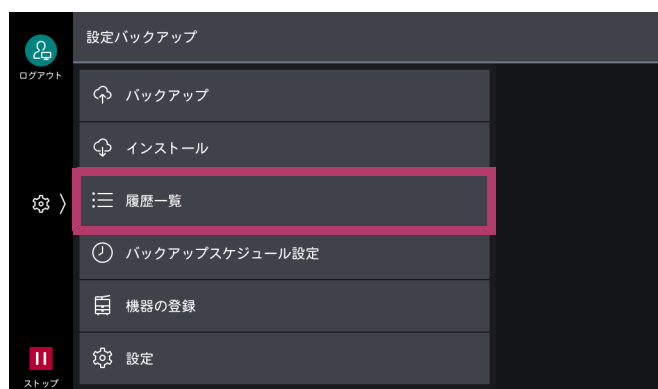 設定バックアップ
ログアウト
バックアップ
インストール
履歴一覧
バックアップスケジュール設定
機器の登録
設定
ストップ